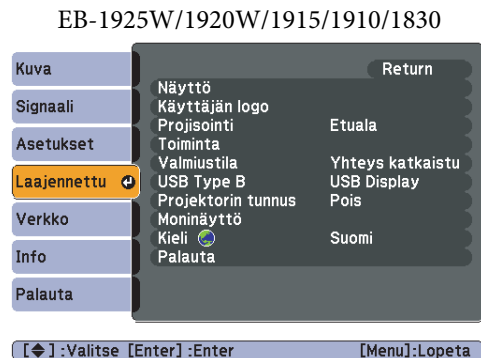 EB-1925W/1920W/1915/1910/1830
Kuva
Signaali
Asetukset
Laajennettu
Verkko
Info
Palauta
Return
Näyttö
Käyttäjän logo
Projisointi Etuala
Toiminta
Valmiustila Yhteys katkaistu
USB Type B USB Display
Projektorin tunnus Pois
Moninäyttö
Kieli Suomi
Palauta
[◆] :Valitse [Enter] :Enter [Menu]:Lopeta